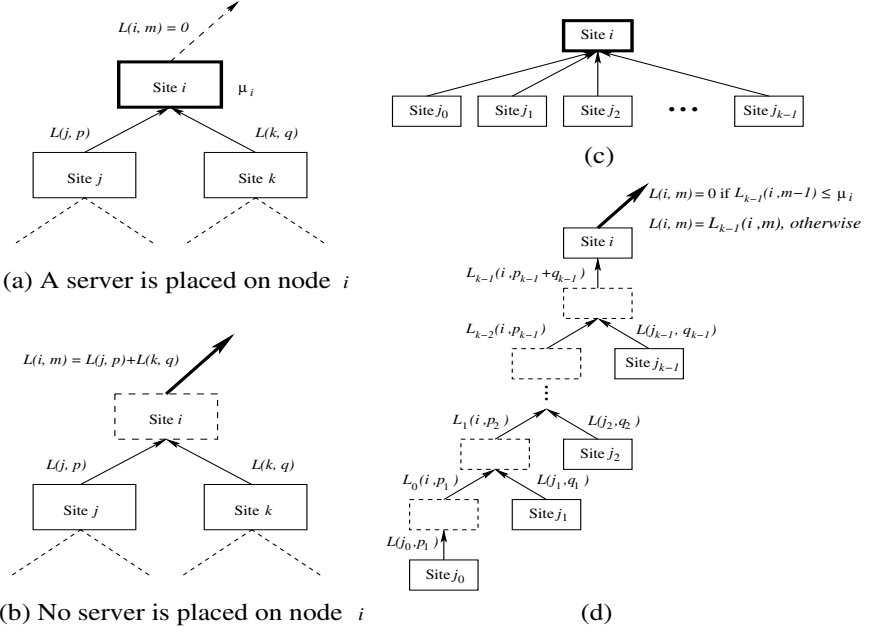 L(i, m) = 0
Site i
μ i
L(j, p)
L(k, q)
Site j
Site k
(a) A server is placed on node i
L(i, m) = L(j, p)+L(k, q)
Site i
L(j, p)
L(k, q)
Site j
Site k
(b) No server is placed on node i
Site i
Site j0
Site j1
Site j2
•••
Site jk−1
(c)
L(i, m) = 0 if Lk−1(i ,m−1) ≤ μ i
L(i, m) = Lk−1(i ,m), otherwise
Site i
Lk−1(i ,pk−1+qk−1)
Lk−2(i ,pk−1)
L(jk−1, qk−1)
Site jk−1
L1(i ,p2)
L(j2,q2)
Site j2
L0(i ,p1)
L(j1,q1)
Site j1
L(j0,p1)
Site j0
(d)